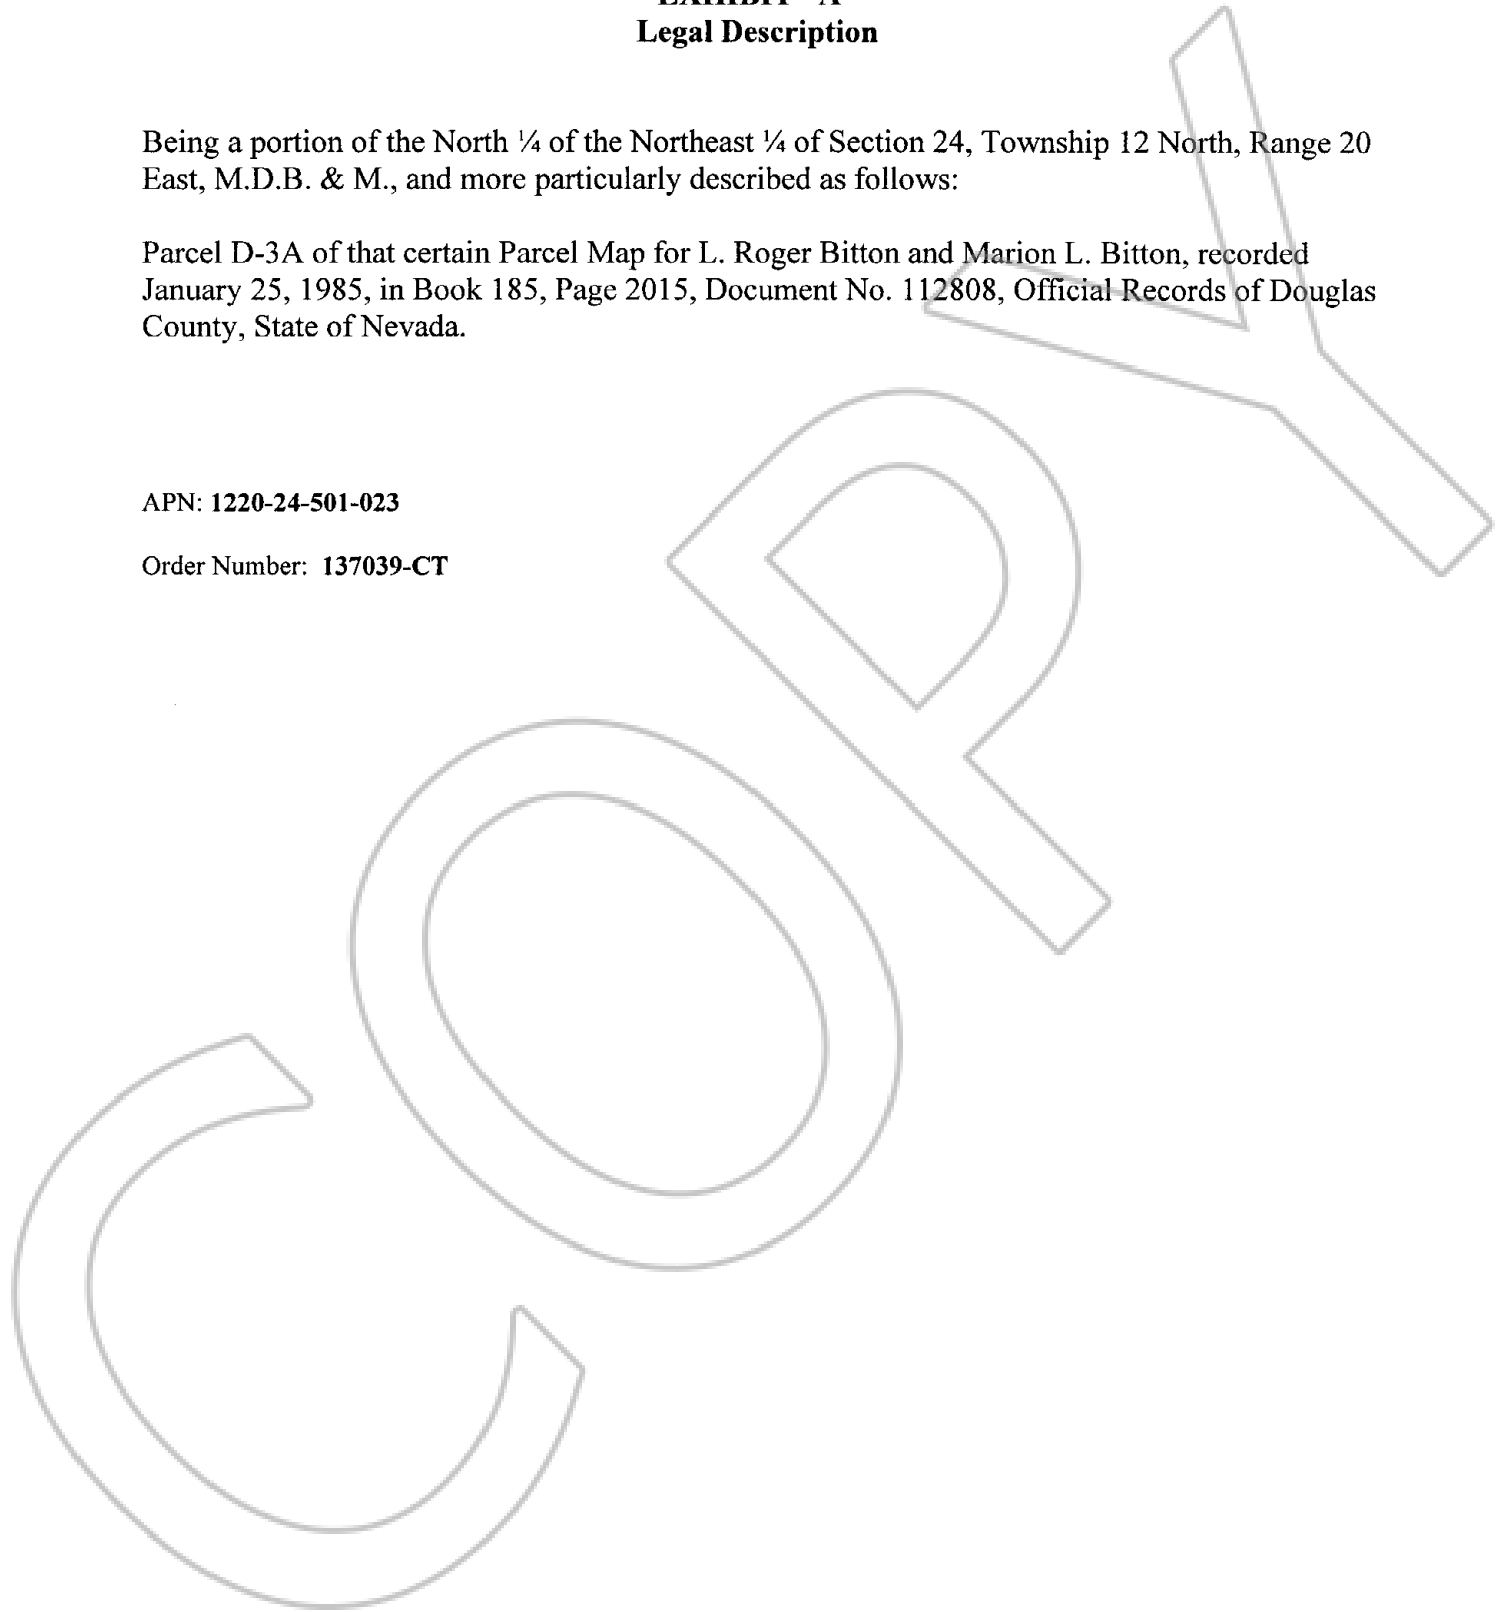 EXHIBIT "A"
Legal Description
Being a portion of the North ¼ of the Northeast ¼ of Section 24, Township 12 North, Range 20
East, M.D.B. & M., and more particularly described as follows:
Parcel D-3A of that certain Parcel Map for L. Roger Bitton and Marion L. Bitton, recorded
January 25, 1985, in Book 185, Page 2015, Document No. 112808, Official Records of Douglas
County, State of Nevada.
APN: 1220-24-501-023
Order Number: 137039-CT
COPY